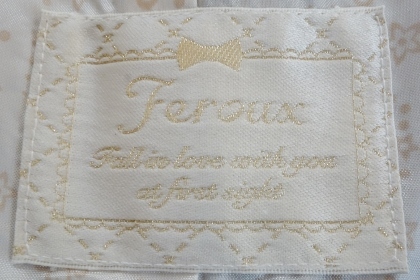 Feroux
Fall in love with you
at first sight